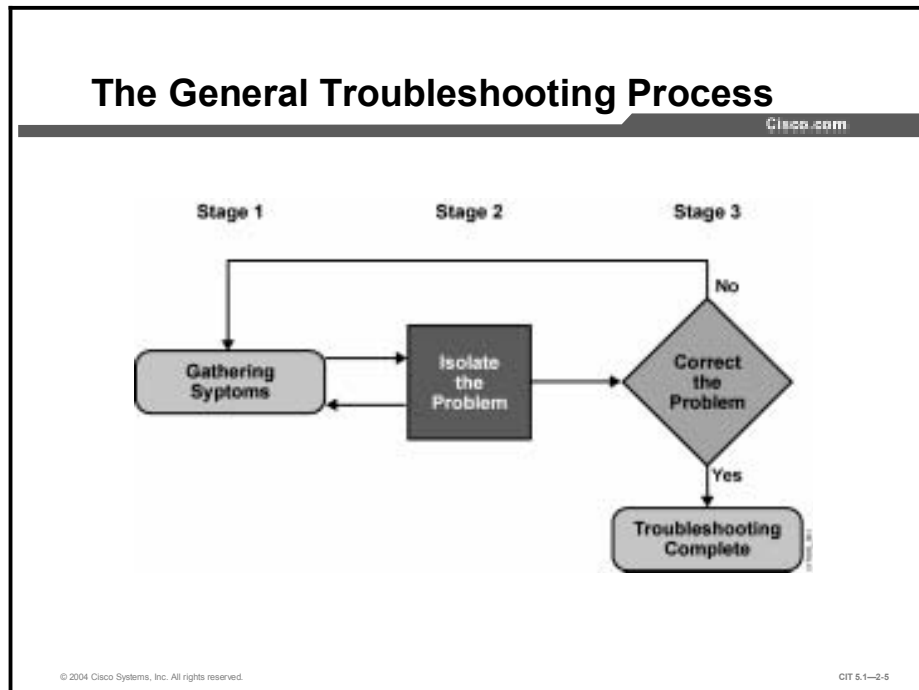 The General Troubleshooting Process
Cisco.com
Stage 1
Stage 2
Stage 3
No
Gathering
Syptoms
Isolate
the
Problem
Correct
the
Problem
Yes
Troubleshooting
Complete
© 2004 Cisco Systems, Inc. All rights reserved.
CIT 5.1—2-5